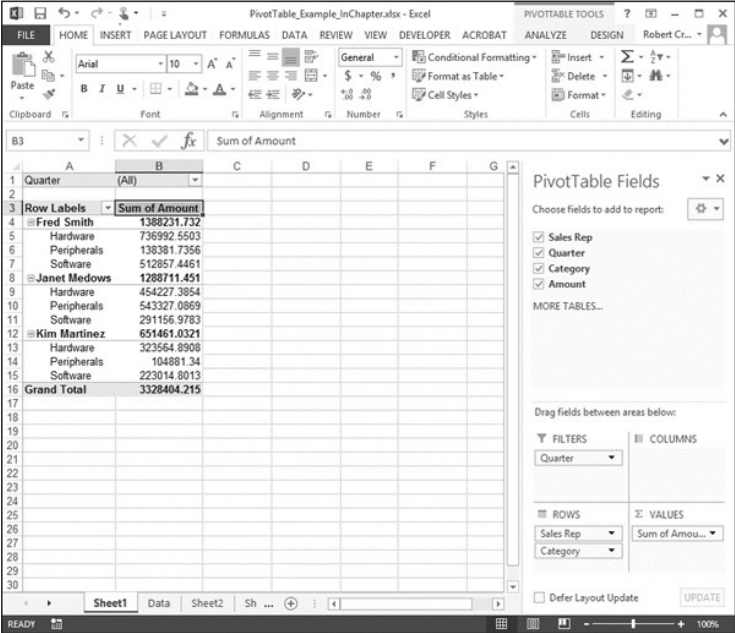 PivotTable_Example_InChapter.xlsx - Excel
PIVOTTABLE TOOLS
?
FILE HOME INSERT PAGE LAYOUT FORMULAS DATA REVIEW VIEW DEVELOPER ACROBAT ANALYZE DESIGN Robert Cr...
Paste
Arial 10 A A
B I U A
General
$ % ,
Conditional Formatting
Format as Table
Cell Styles
Insert
Delete
Format
Clipboard Font Alignment Number Styles Cells Editing
B3 fx Sum of Amount
A B C D E F G
1 Quarter (All)
2
3 Row Labels Sum of Amount
4 Fred Smith 1388231.732
5 Hardware 736992.5503
6 Peripherals 138381.7356
7 Software 512857.4461
8 Janet Medows 1288711.451
9 Hardware 454227.3854
10 Peripherals 543327.0869
11 Software 291156.9783
12 Kim Martinez 651461.0321
13 Hardware 323564.8908
14 Peripherals 104881.34
15 Software 223014.8013
16 Grand Total 3328404.215
17
18
19
20
21
22
23
24
25
26
27
28
29
30
PivotTable Fields
Choose fields to add to report:
Sales Rep
Quarter
Category
Amount
MORE TABLES...
Drag fields between areas below:
FILTERS COLUMNS
Quarter
ROWS Σ VALUES
Sales Rep Sum of Amou...
Category
Defer Layout Update UPDATE
Sheet1 Data Sheet2 Sh ...
READY 100%